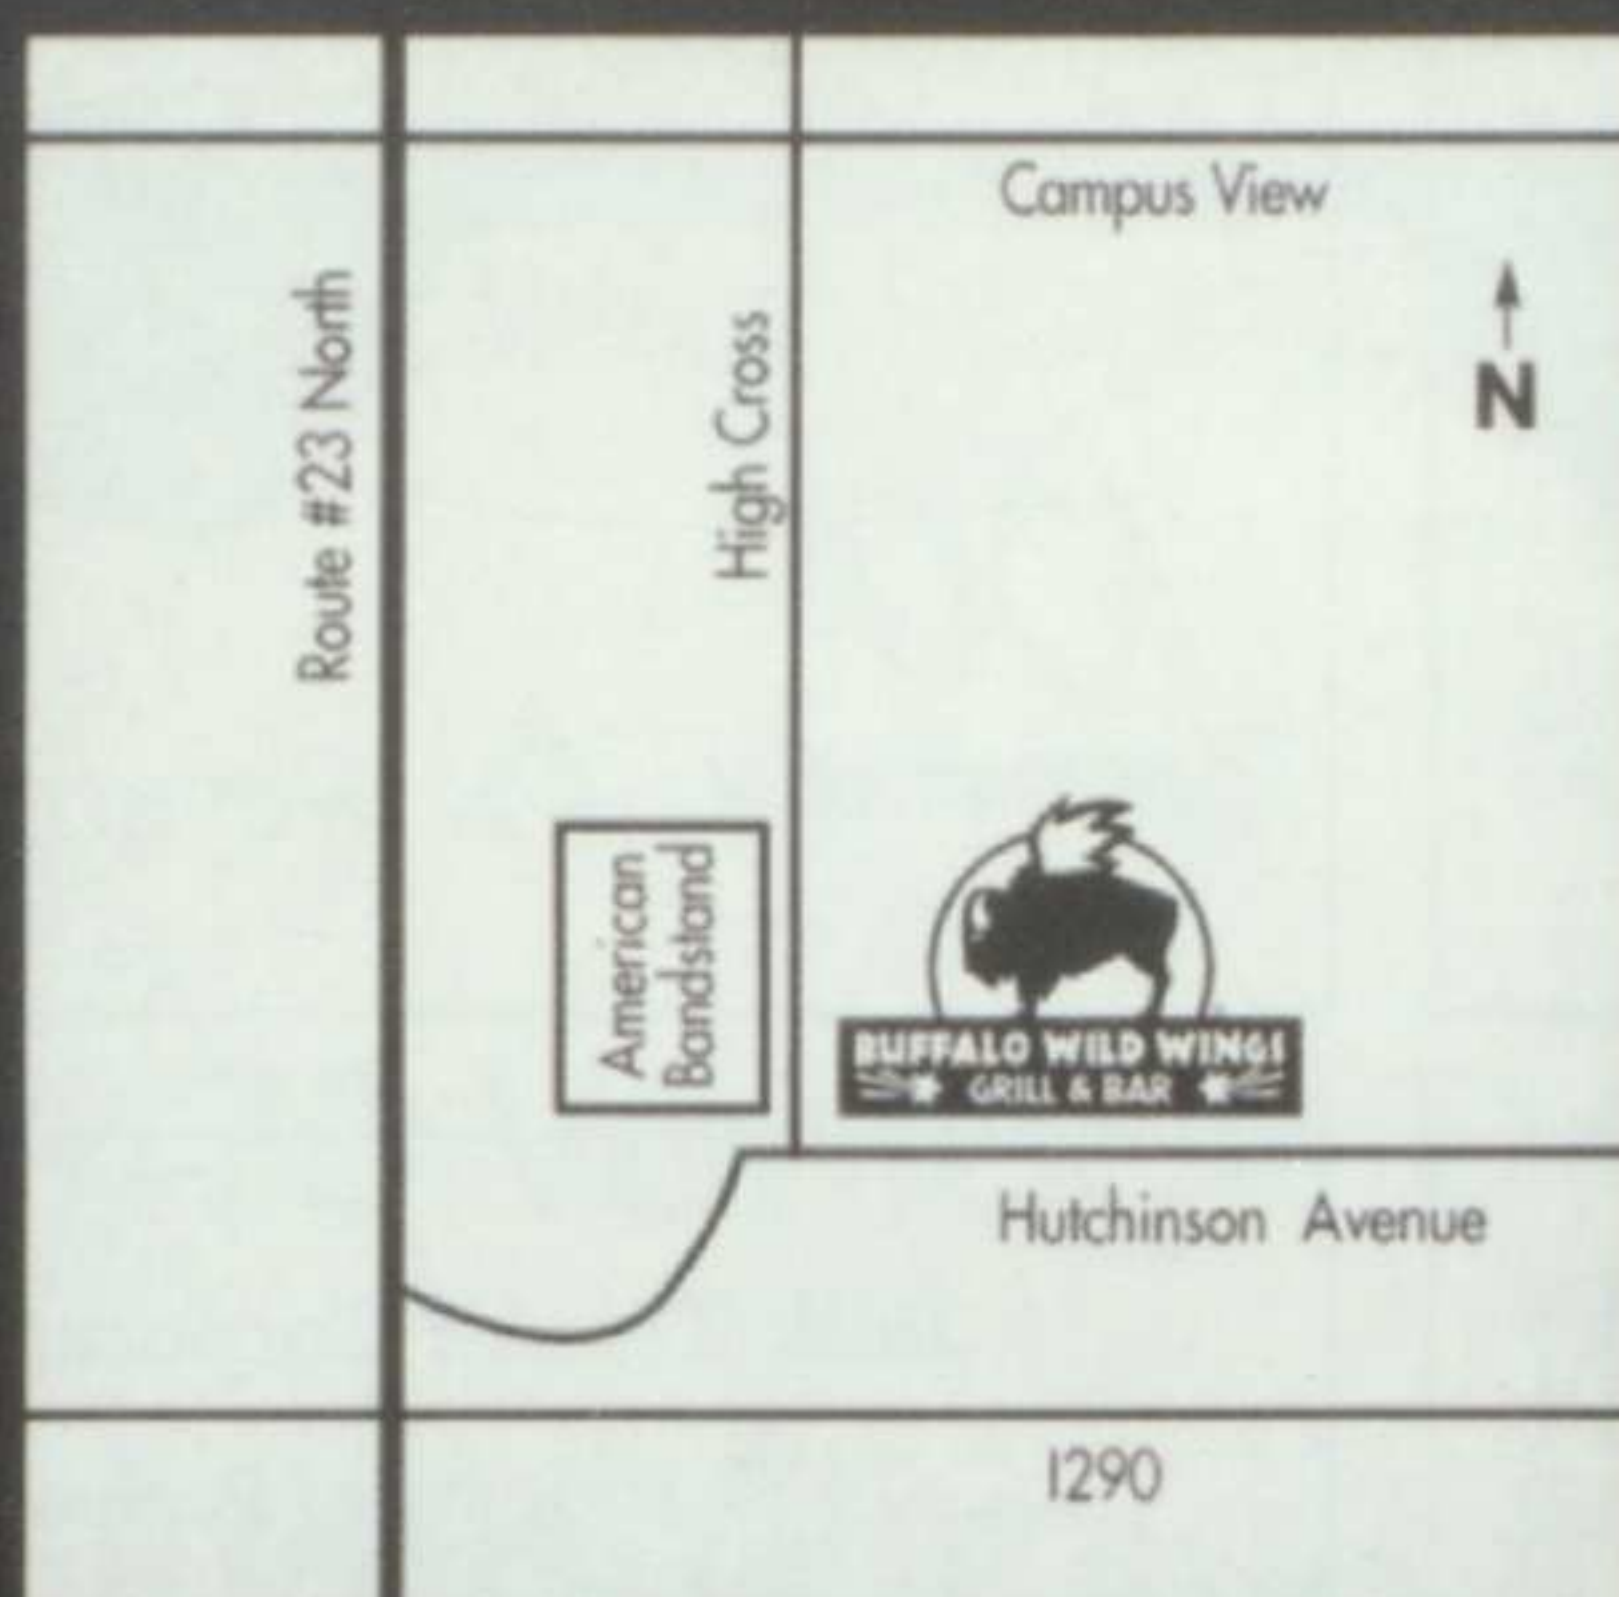 Campus View
N
Route #23 North
High Cross
American
Bandstand
BUFFALO WILD WINGS
GRILL & BAR
Hutchinson Avenue
I290